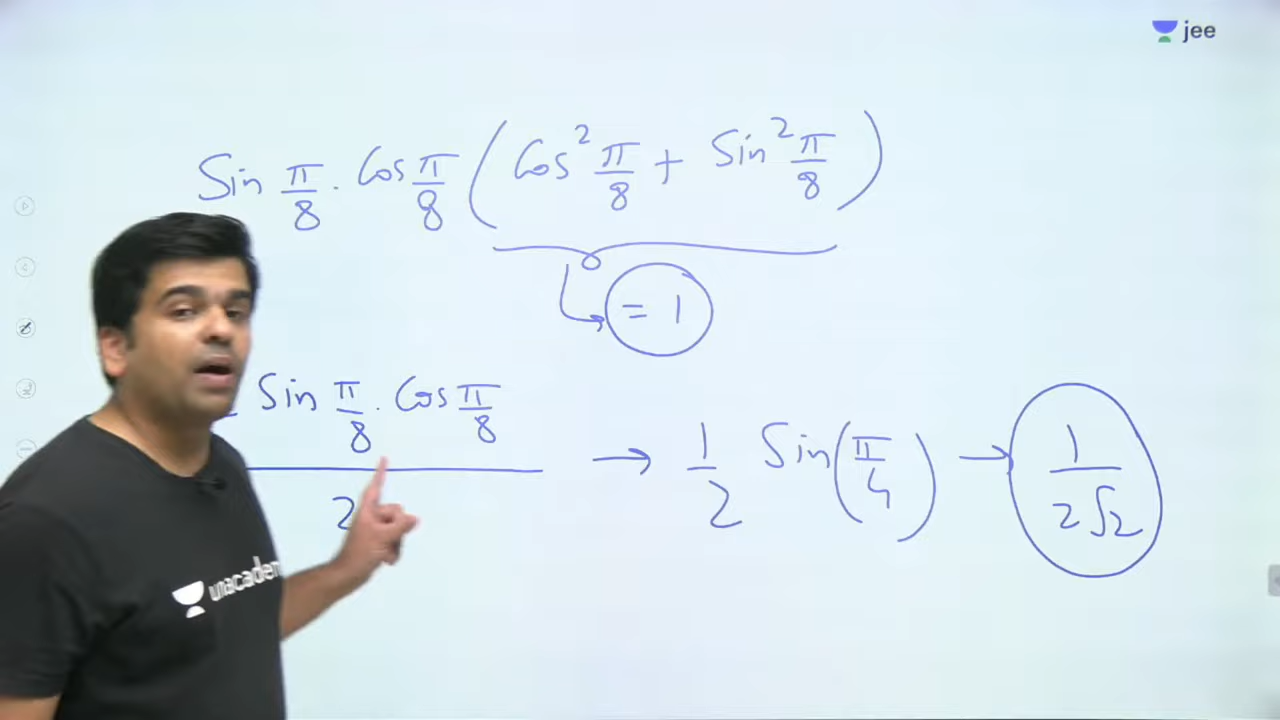 jee
Sin π/8 . Cos π/8 (Cos² π/8 + Sin² π/8)
= 1
Sin π/8 . Cos π/8 / 2 → 1/2 Sin(π/4) → 1/2√2